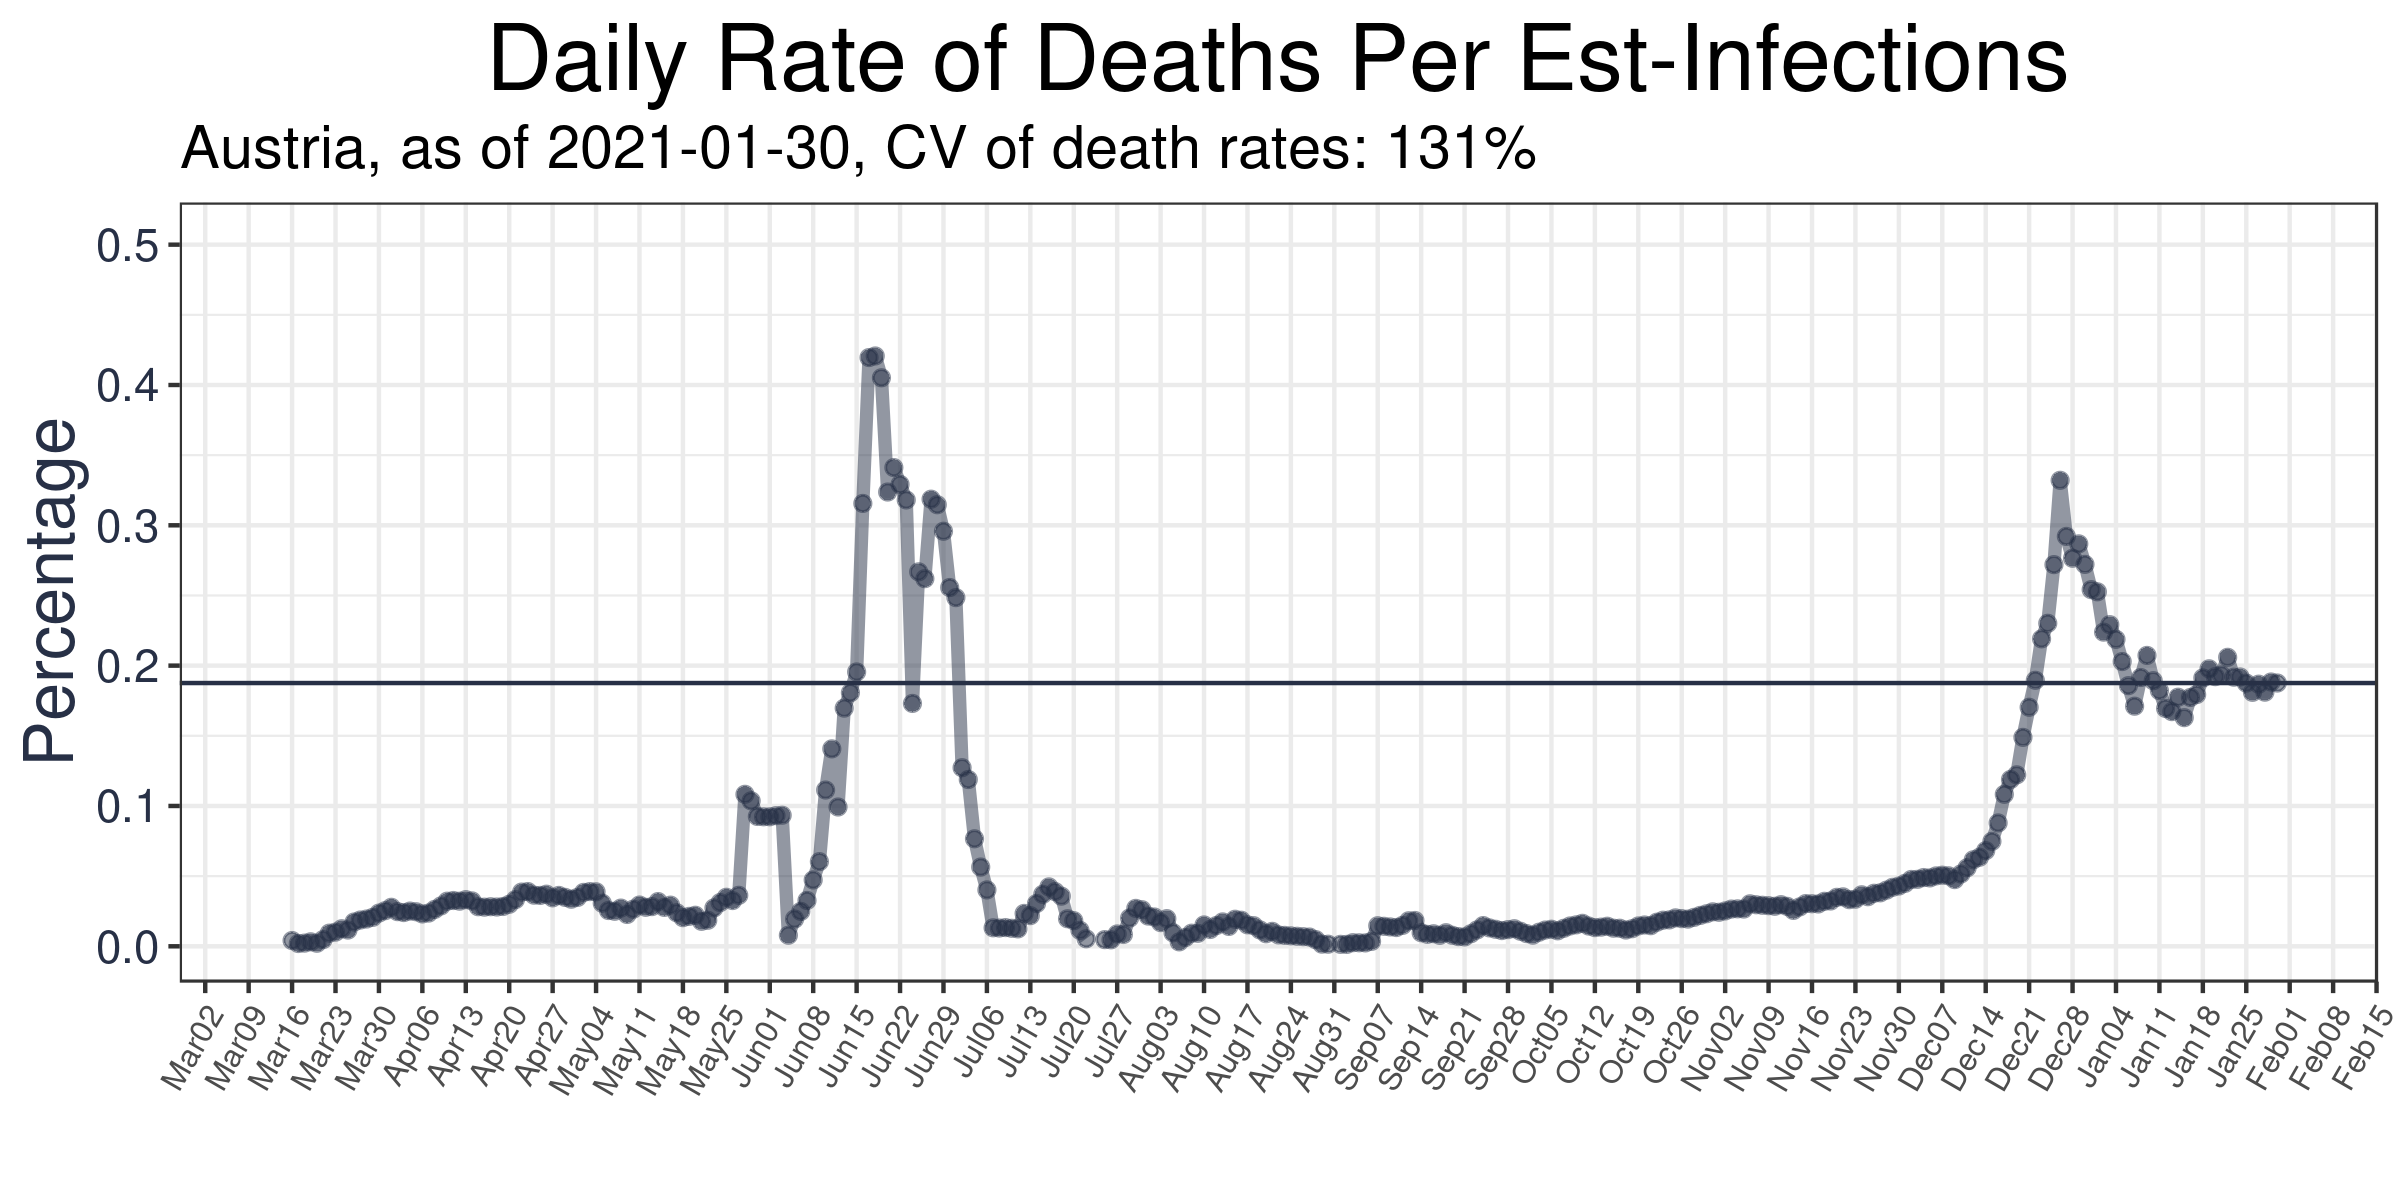 Daily Rate of Deaths Per Est-Infections
Austria, as of 2021-01-30, CV of death rates: 131%
Percentage
0.5
0.4
0.3
0.2
0.1
0.0
Mar02
Mar09
Mar16
Mar23
Mar30
Apr06
Apr13
Apr20
Apr27
May04
May11
May18
May25
Jun01
Jun08
Jun15
Jun22
Jun29
Jul06
Jul13
Jul20
Jul27
Aug03
Aug10
Aug17
Aug24
Aug31
Sep07
Sep14
Sep21
Sep28
Oct05
Oct12
Oct19
Oct26
Nov02
Nov09
Nov16
Nov23
Nov30
Dec07
Dec14
Dec21
Dec28
Jan04
Jan11
Jan18
Jan25
Feb01
Feb08
Feb15